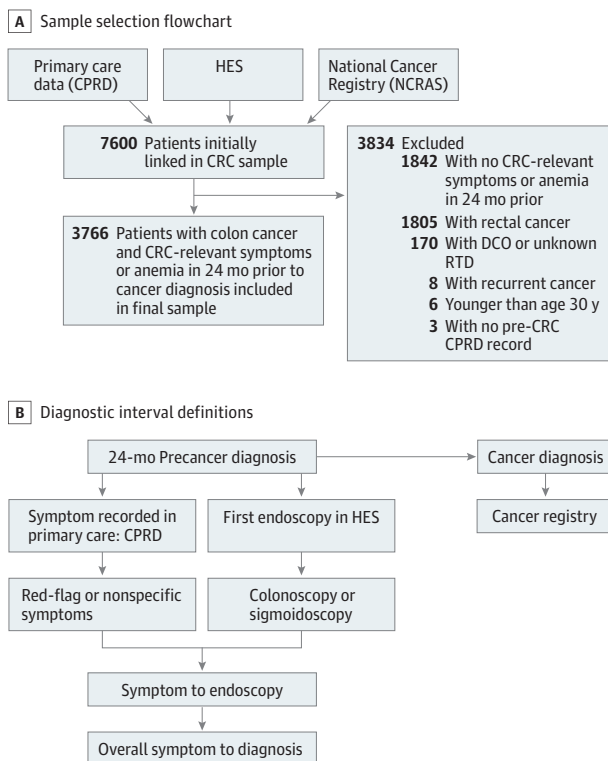 A Sample selection flowchart
Primary care
data (CPRD)
HES
National Cancer
Registry (NCRAS)
7600 Patients initially
linked in CRC sample
3834 Excluded
1842 With no CRC-relevant
symptoms or anemia
in 24 mo prior
1805 With rectal cancer
170 With DCO or unknown
RTD
8 With recurrent cancer
6 Younger than age 30 y
3 With no pre-CRC
CPRD record
3766 Patients with colon cancer
and CRC-relevant symptoms
or anemia in 24 mo prior to
cancer diagnosis included
in final sample
B Diagnostic interval definitions
24-mo Precancer diagnosis
Cancer diagnosis
Symptom recorded in
primary care: CPRD
First endoscopy in HES
Cancer registry
Red-flag or nonspecific
symptoms
Colonoscopy or
sigmoidoscopy
Symptom to endoscopy
Overall symptom to diagnosis